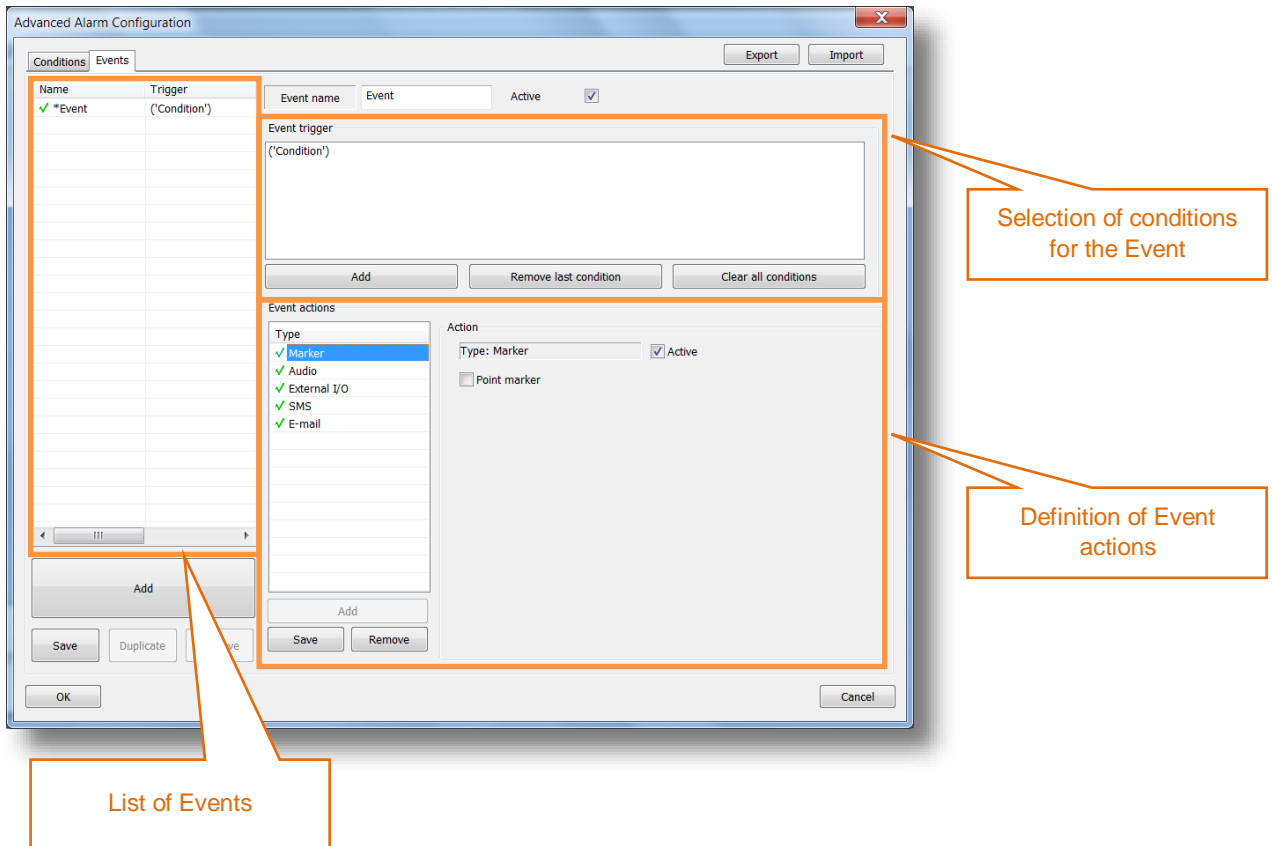 Advanced Alarm Configuration
Conditions
Events
Export
Import
Name
Trigger
*Event
('Condition')
Event name
Event
Active
Event trigger
('Condition')
Add
Remove last condition
Clear all conditions
Event actions
Type
Marker
Audio
External I/O
SMS
E-mail
Action
Type: Marker
Active
Point marker
Add
Save
Remove
Add
Save
Duplicate
OK
Cancel
Selection of conditions
for the Event
Definition of Event
actions
List of Events